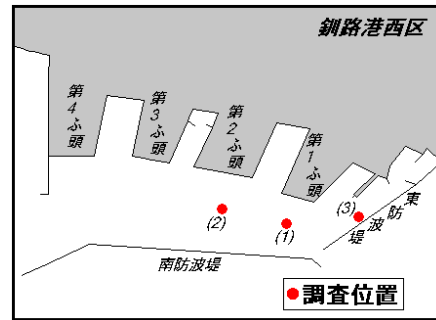 釧路港西区
第4ふ頭
第3ふ頭
第2ふ頭
第1ふ頭
(3)
(2)
(1)
東防波堤
南防波堤
調査位置